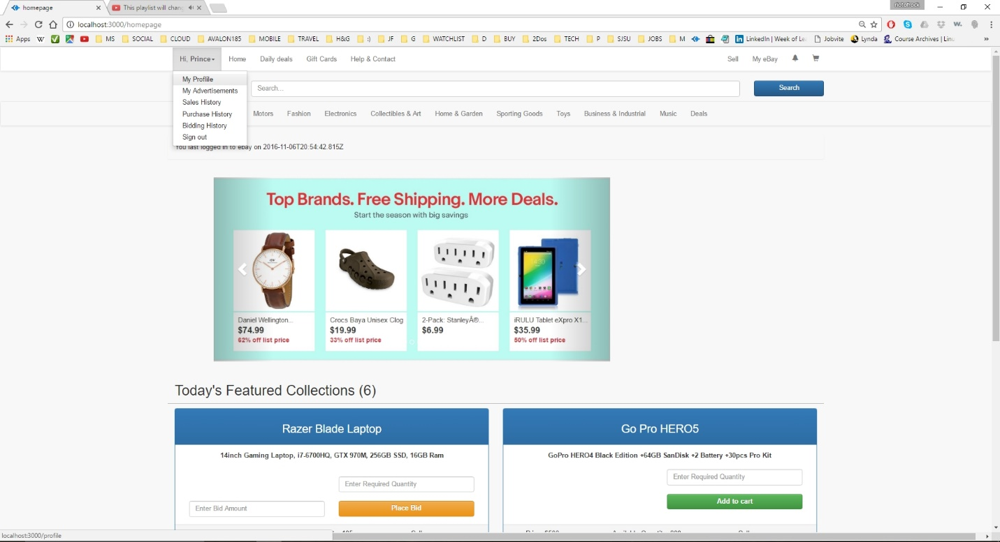 homepage
This playlist will chang
localhost:3000/homepage
Apps MS SOCIAL CLOUD AVALON185 MOBILE TRAVEL H&G :) JF G WATCHLIST D BUY 2Dos TECH P SJSU JOBS M LinkedIn | Week of Le Jobvite Lynda Course Archives | Linu
Hi, Prince Home Daily deals Gift Cards Help & Contact Sell My eBay
My Proflile
My Advertisements
Sales History
Purchase History
Bidding History
Sign out
Search...
Search
Motors Fashion Electronics Collectibles & Art Home & Garden Sporting Goods Toys Business & Industrial Music Deals
You last logged in to ebay on 2016-11-06T20:54:42.815Z
Top Brands. Free Shipping. More Deals.
Start the season with big savings
Daniel Wellington...
$74.99
62% off list price
Crocs Baya Unisex Clog
$19.99
33% off list price
2-Pack: StanleyÂ®...
$6.99
iRULU Tablet eXpro X1...
$35.99
50% off list price
Today's Featured Collections (6)
Razer Blade Laptop
14inch Gaming Laptop, i7-6700HQ, GTX 970M, 256GB SSD, 16GB Ram
Enter Required Quantity
Enter Bid Amount
Place Bid
Go Pro HERO5
GoPro HERO4 Black Edition +64GB SanDisk +2 Battery +30pcs Pro Kit
Enter Required Quantity
Add to cart
localhost:3000/profile